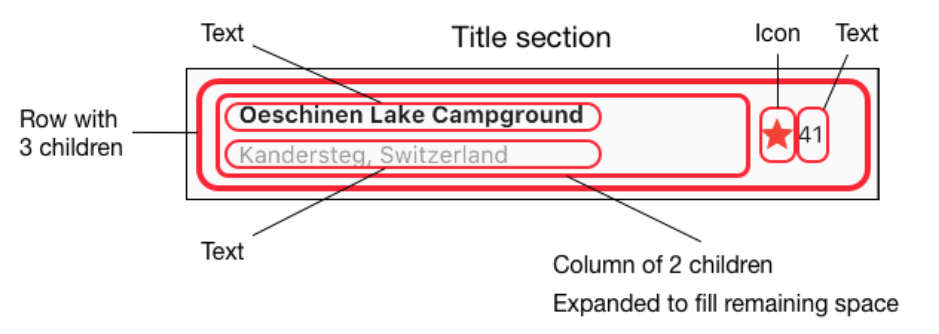 Text
Title section
Icon
Text
Row with
3 children
Oeschinen Lake Campground
41
Kandersteg, Switzerland
Text
Column of 2 children
Expanded to fill remaining space